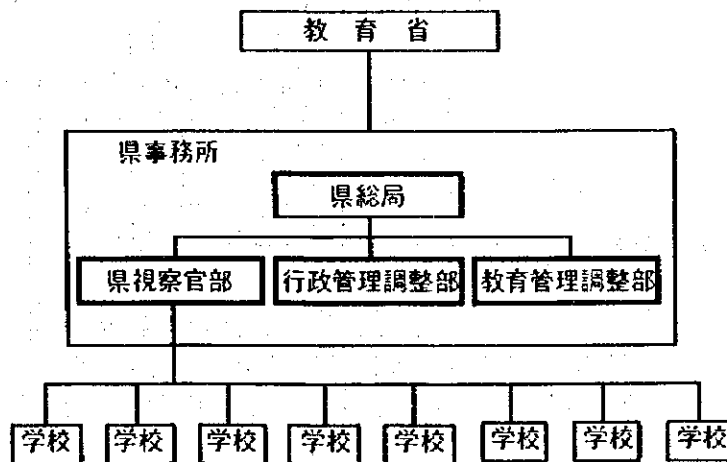 教育省
県事務所
県総局
県視察官部 行政管理調整部 教育管理調整部
学校 学校 学校 学校 学校 学校 学校 学校